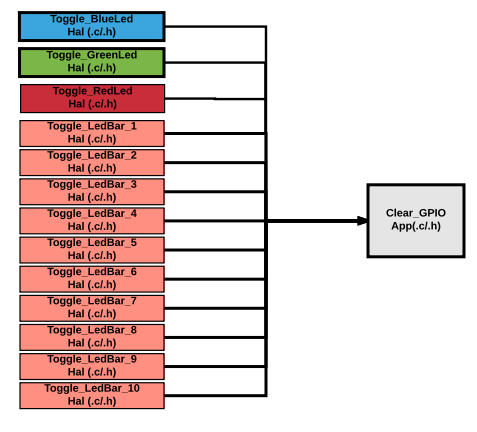 Toggle_BlueLed
Hal (.c/.h)
Toggle_GreenLed
Hal (.c/.h)
Toggle_RedLed
Hal (.c/.h)
Toggle_LedBar_1
Hal (.c/.h)
Toggle_LedBar_2
Hal (.c/.h)
Toggle_LedBar_3
Hal (.c/.h)
Toggle_LedBar_4
Hal (.c/.h)
Toggle_LedBar_5
Hal (.c/.h)
Toggle_LedBar_6
Hal (.c/.h)
Toggle_LedBar_7
Hal (.c/.h)
Toggle_LedBar_8
Hal (.c/.h)
Toggle_LedBar_9
Hal (.c/.h)
Toggle_LedBar_10
Hal (.c/.h)
Clear_GPIO
App(.c/.h)